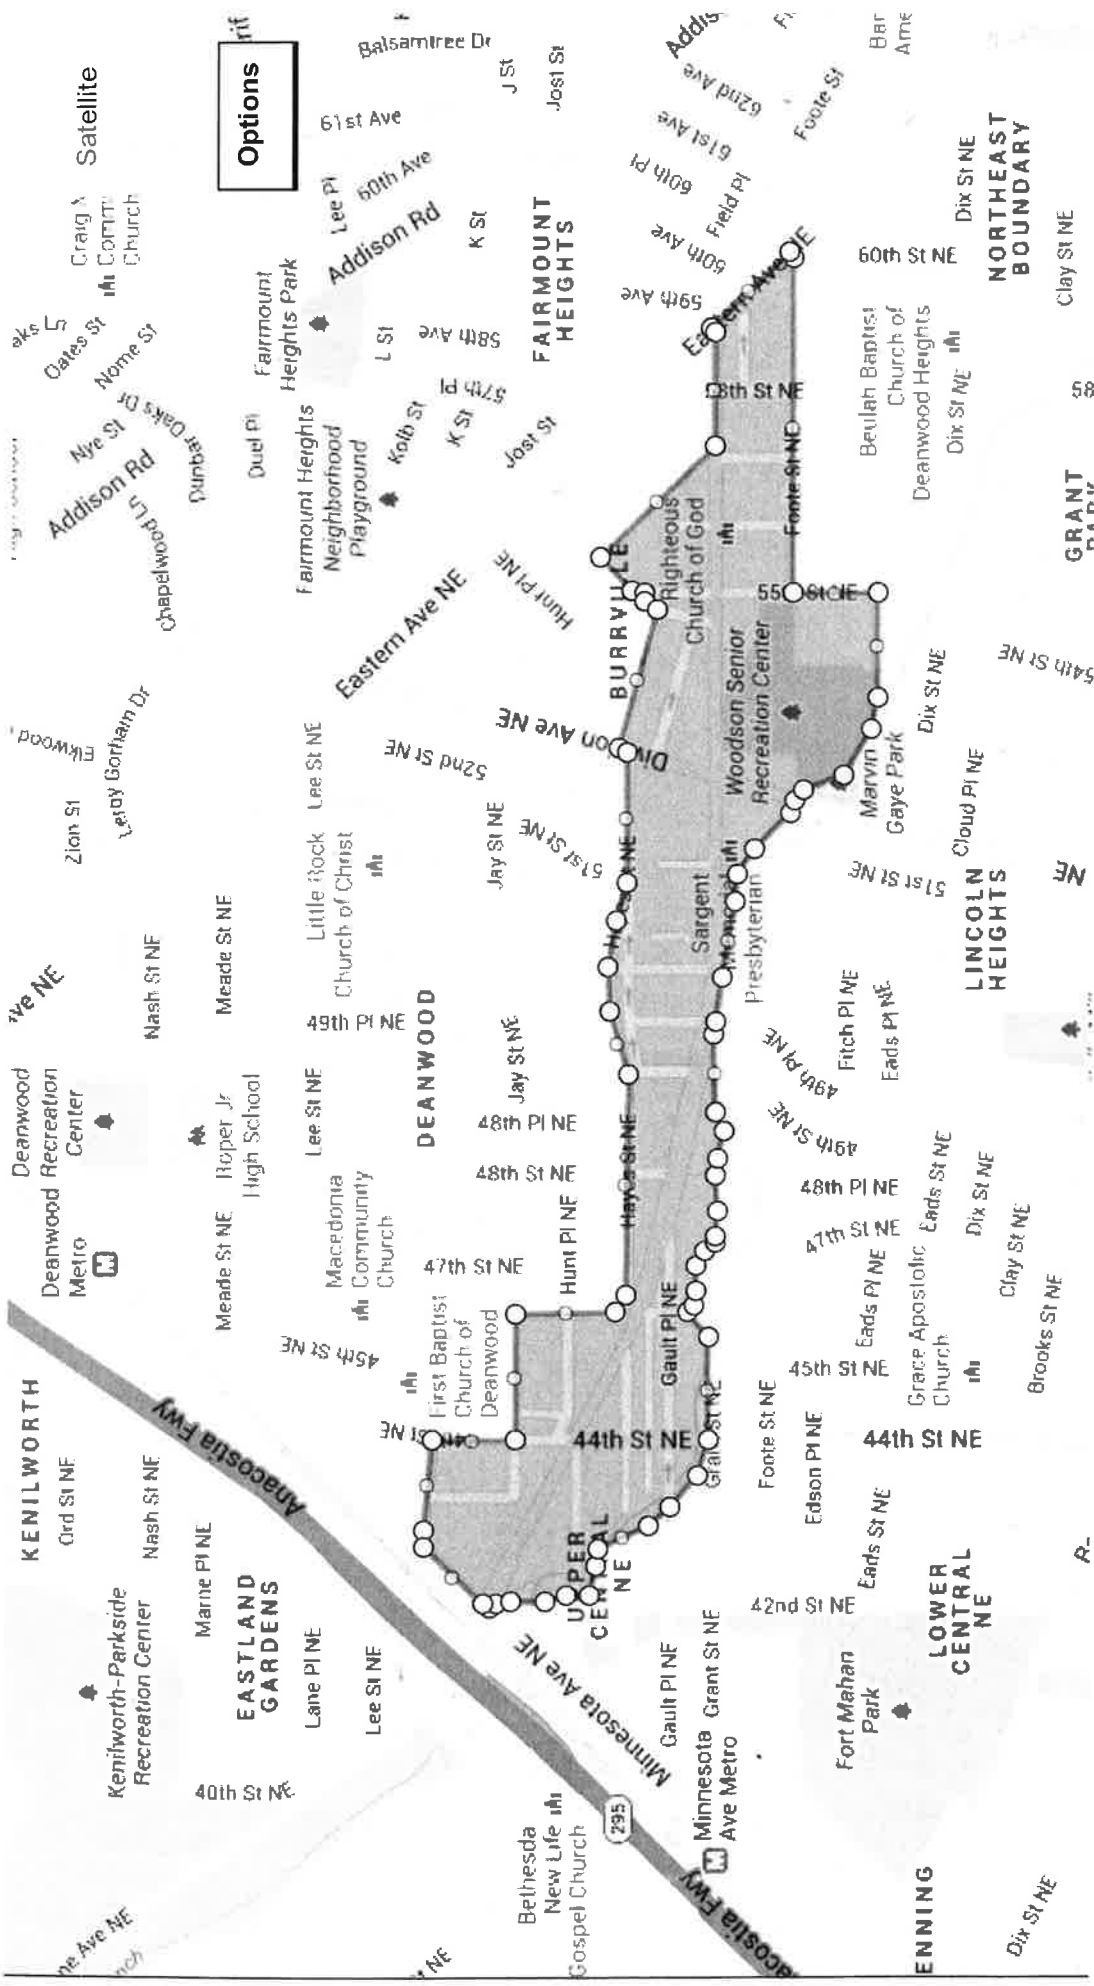 Satellite
Options
Craig
Church
Balsamtree Dr
J St
Jost St
61st Ave
60th Ave
Lee Pl
Addison Rd
K St
FAIRMOUNT
HEIGHTS
62nd Ave
61st Ave
60th Pl
Field Pl
60th Ave
59th Ave
Foote St
Dix St NE
NORTHEAST
BOUNDARY
60th St NE
Clay St NE
Oates St
Nome St
Dunbar Oaks Dr
Nye St
Addison Rd
Chapelwood Ln
Duel Pl
Fairmount
Heights Park
L St
58th Ave
57th Pl
Kolb St
K St
Jost St
Fairmount Heights
Neighborhood
Playground
Eastern Ave NE
Hunt Pl NE
Foote St NE
Beulah Baptist
Church of
Deanwood Heights
Dix St NE
58
GRANT
BURRVILLE
Righteous
Church of God
Woodson Senior
Recreation Center
Marvin
Gaye Park
Dix St NE
54th St NE
Cloud Pl NE
51st St NE
LINCOLN
HEIGHTS
NE
Elkwood
Leroy Gorham Dr
Zion St
Lee St NE
52nd St NE
51st St NE
Jay St NE
Little Rock
Church of Christ
Meade St NE
Nash St NE
49th Pl NE
DEANWOOD
Jay St NE
Sargent
Memorial
Presbyterian
Fitch Pl NE
Eads Pl NE
49th Pl NE
49th St NE
Deanwood
Recreation
Center
Roper Jr
High School
Lee St NE
48th Pl NE
48th St NE
Hayes St NE
48th Pl NE
47th St NE
Eads St NE
Dix St NE
Clay St NE
Deanwood
Metro
Meade St NE
Macedonia
Community
Church
47th St NE
Hunt Pl NE
Gault Pl NE
Eads Pl NE
Grace Apostolic
Church
Brooks St NE
45th St NE
First Baptist
Church of
Deanwood
45th St NE
44th St NE
Foote St NE
Edson Pl NE
44th St NE
Eads St NE
KENILWORTH
Ord St NE
Nash St NE
Anacostia Fwy
Marne Pl NE
UPPER
CENTRAL
NE
42nd St NE
LOWER
CENTRAL
NE
Kenilworth-Parkside
Recreation Center
EASTLAND
GARDENS
Lane Pl NE
Lee St NE
Minnesota Ave NE
Gault Pl NE
Grant St NE
Minnesota
Ave Metro
Fort Mahan
Park
40th St NE
295
Bethesda
New Life
Gospel Church
Anacostia Fwy
ENNING
Dix St NE